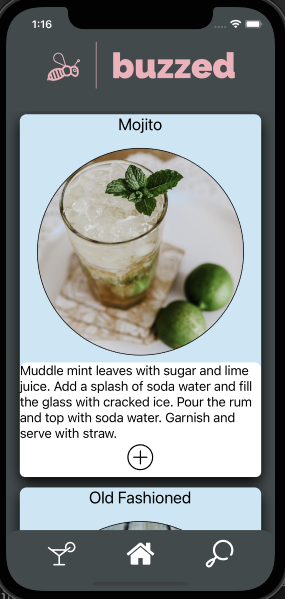 1:16
buzzed
Mojito
Muddle mint leaves with sugar and lime
juice. Add a splash of soda water and fill
the glass with cracked ice. Pour the rum
and top with soda water. Garnish and
serve with straw.
Old Fashioned